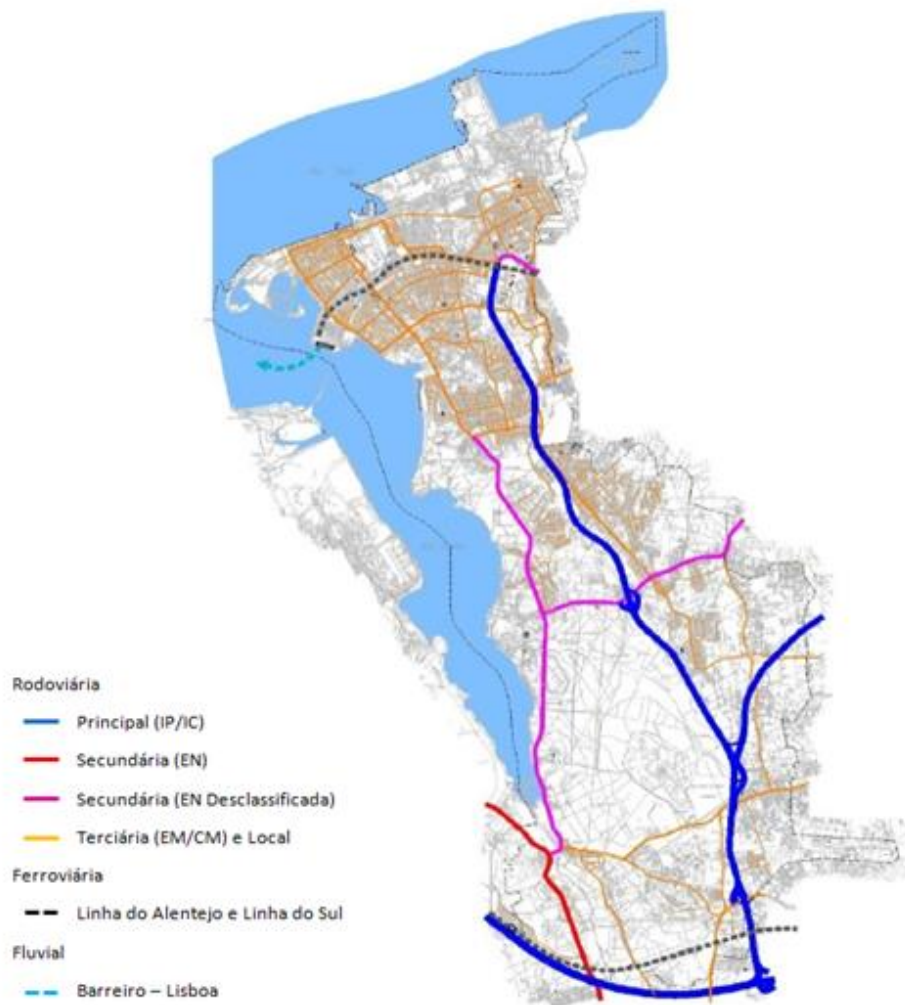 Rodoviária
Principal (IP/IC)
Secundária (EN)
Secundária (EN Desclassificada)
Terciária (EM/CM) e Local
Ferroviária
Linha do Alentejo e Linha do Sul
Fluvial
Barreiro – Lisboa